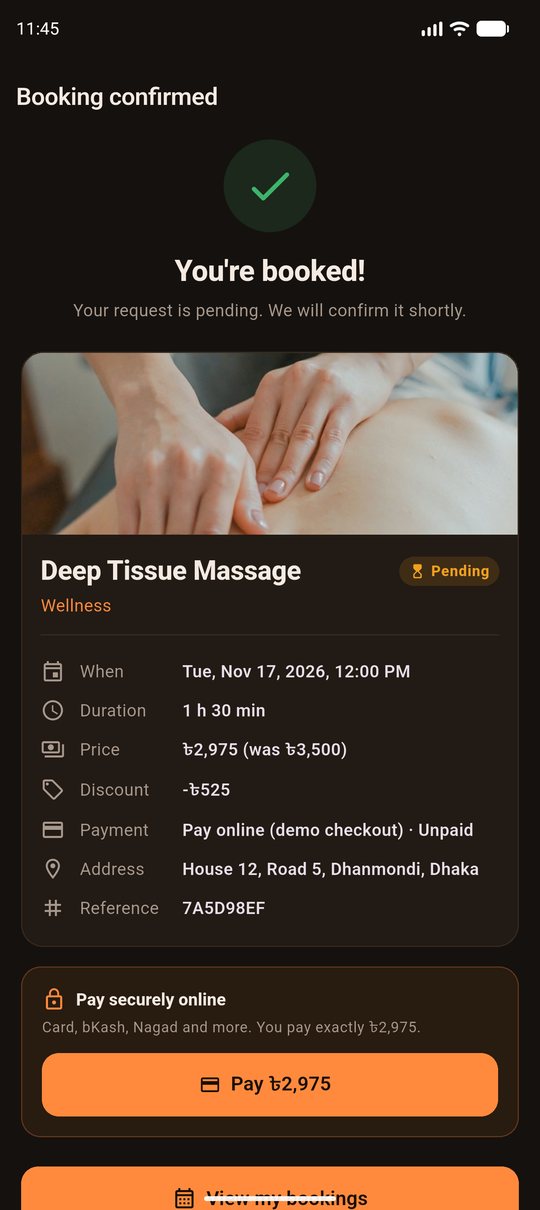 11:45
Booking confirmed
You're booked!
Your request is pending. We will confirm it shortly.
Deep Tissue Massage
Pending
Wellness
When Tue, Nov 17, 2026, 12:00 PM
Duration 1 h 30 min
Price ৳2,975 (was ৳3,500)
Discount -৳525
Payment Pay online (demo checkout) · Unpaid
Address House 12, Road 5, Dhanmondi, Dhaka
Reference 7A5D98EF
Pay securely online
Card, bKash, Nagad and more. You pay exactly ৳2,975.
Pay ৳2,975
View my bookings